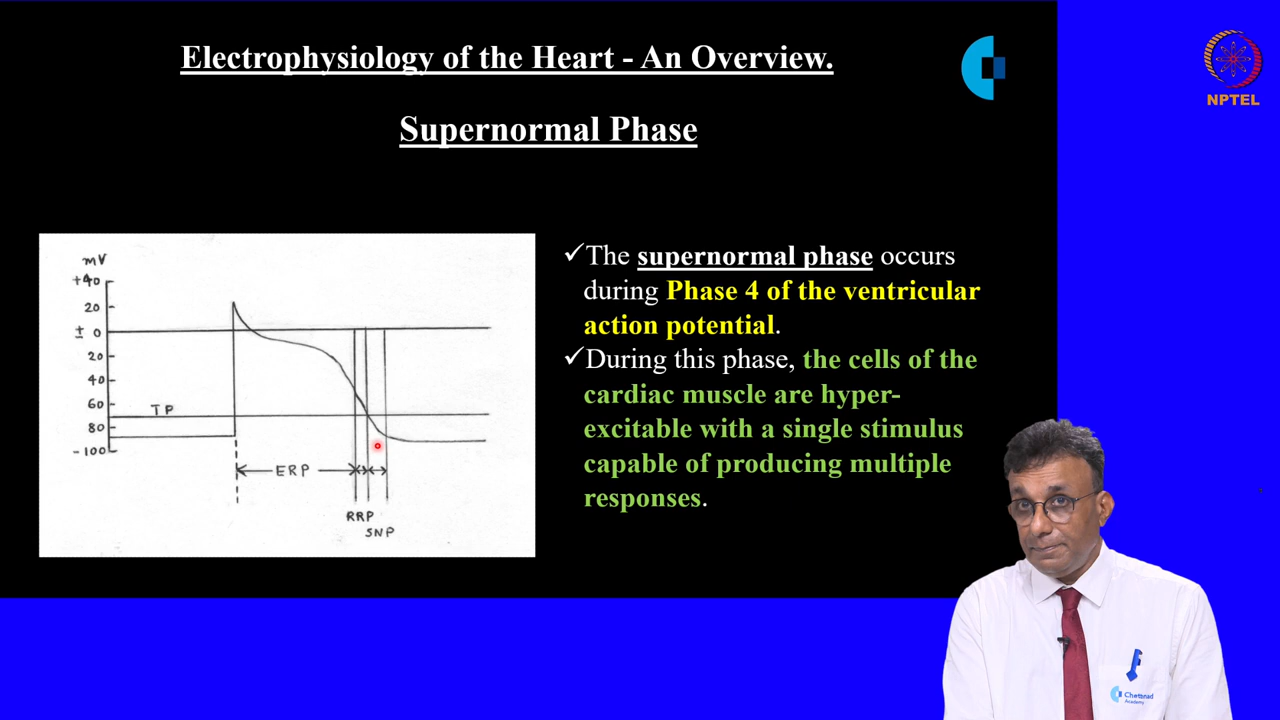 Electrophysiology of the Heart - An Overview.
NPTEL
Supernormal Phase
mV
+40
20
± 0
20
40
60
TP
80
-100
ERP
RRP
SNP
✓The supernormal phase occurs
during Phase 4 of the ventricular
action potential.
✓During this phase, the cells of the
cardiac muscle are hyper-
excitable with a single stimulus
capable of producing multiple
responses.
Chettinad
Academy